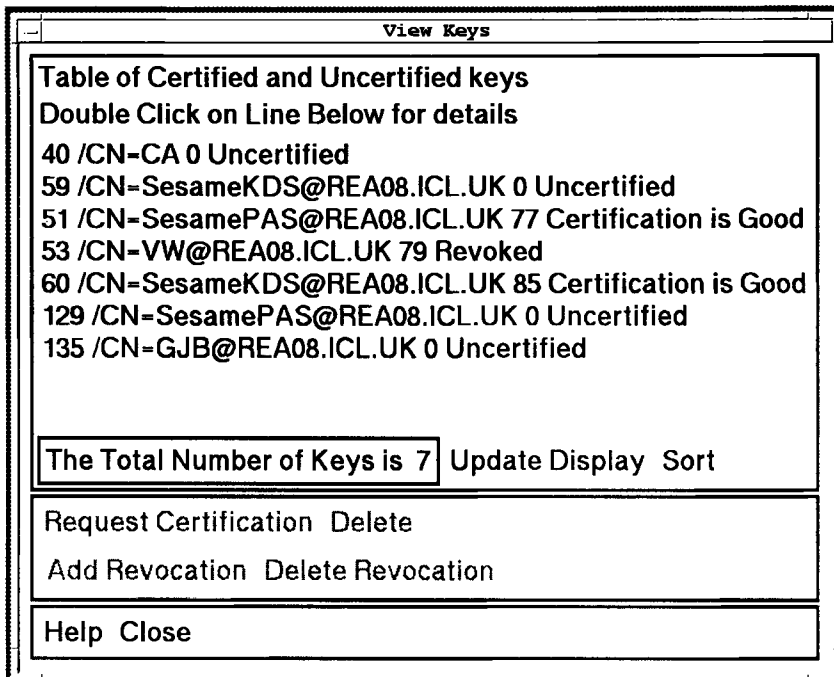 View Keys
Table of Certified and Uncertified keys
Double Click on Line Below for details
40 /CN=CA 0 Uncertified
59 /CN=SesameKDS@REA08.ICL.UK 0 Uncertified
51 /CN=SesamePAS@REA08.ICL.UK 77 Certification is Good
53 /CN=VW@REA08.ICL.UK 79 Revoked
60 /CN=SesameKDS@REA08.ICL.UK 85 Certification is Good
129 /CN=SesamePAS@REA08.ICL.UK 0 Uncertified
135 /CN=GJB@REA08.ICL.UK 0 Uncertified
The Total Number of Keys is 7 Update Display Sort
Request Certification Delete
Add Revocation Delete Revocation
Help Close